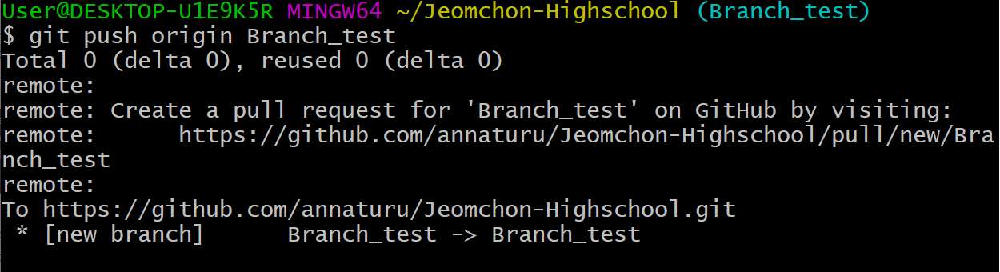 User@DESKTOP-U1E9K5R MINGW64 ~/Jeomchon-Highschool (Branch_test)
$ git push origin Branch_test
Total 0 (delta 0), reused 0 (delta 0)
remote:
remote: Create a pull request for 'Branch_test' on GitHub by visiting:
remote:      https://github.com/annaturu/Jeomchon-Highschool/pull/new/Bra
nch_test
remote:
To https://github.com/annaturu/Jeomchon-Highschool.git
 * [new branch]      Branch_test -> Branch_test